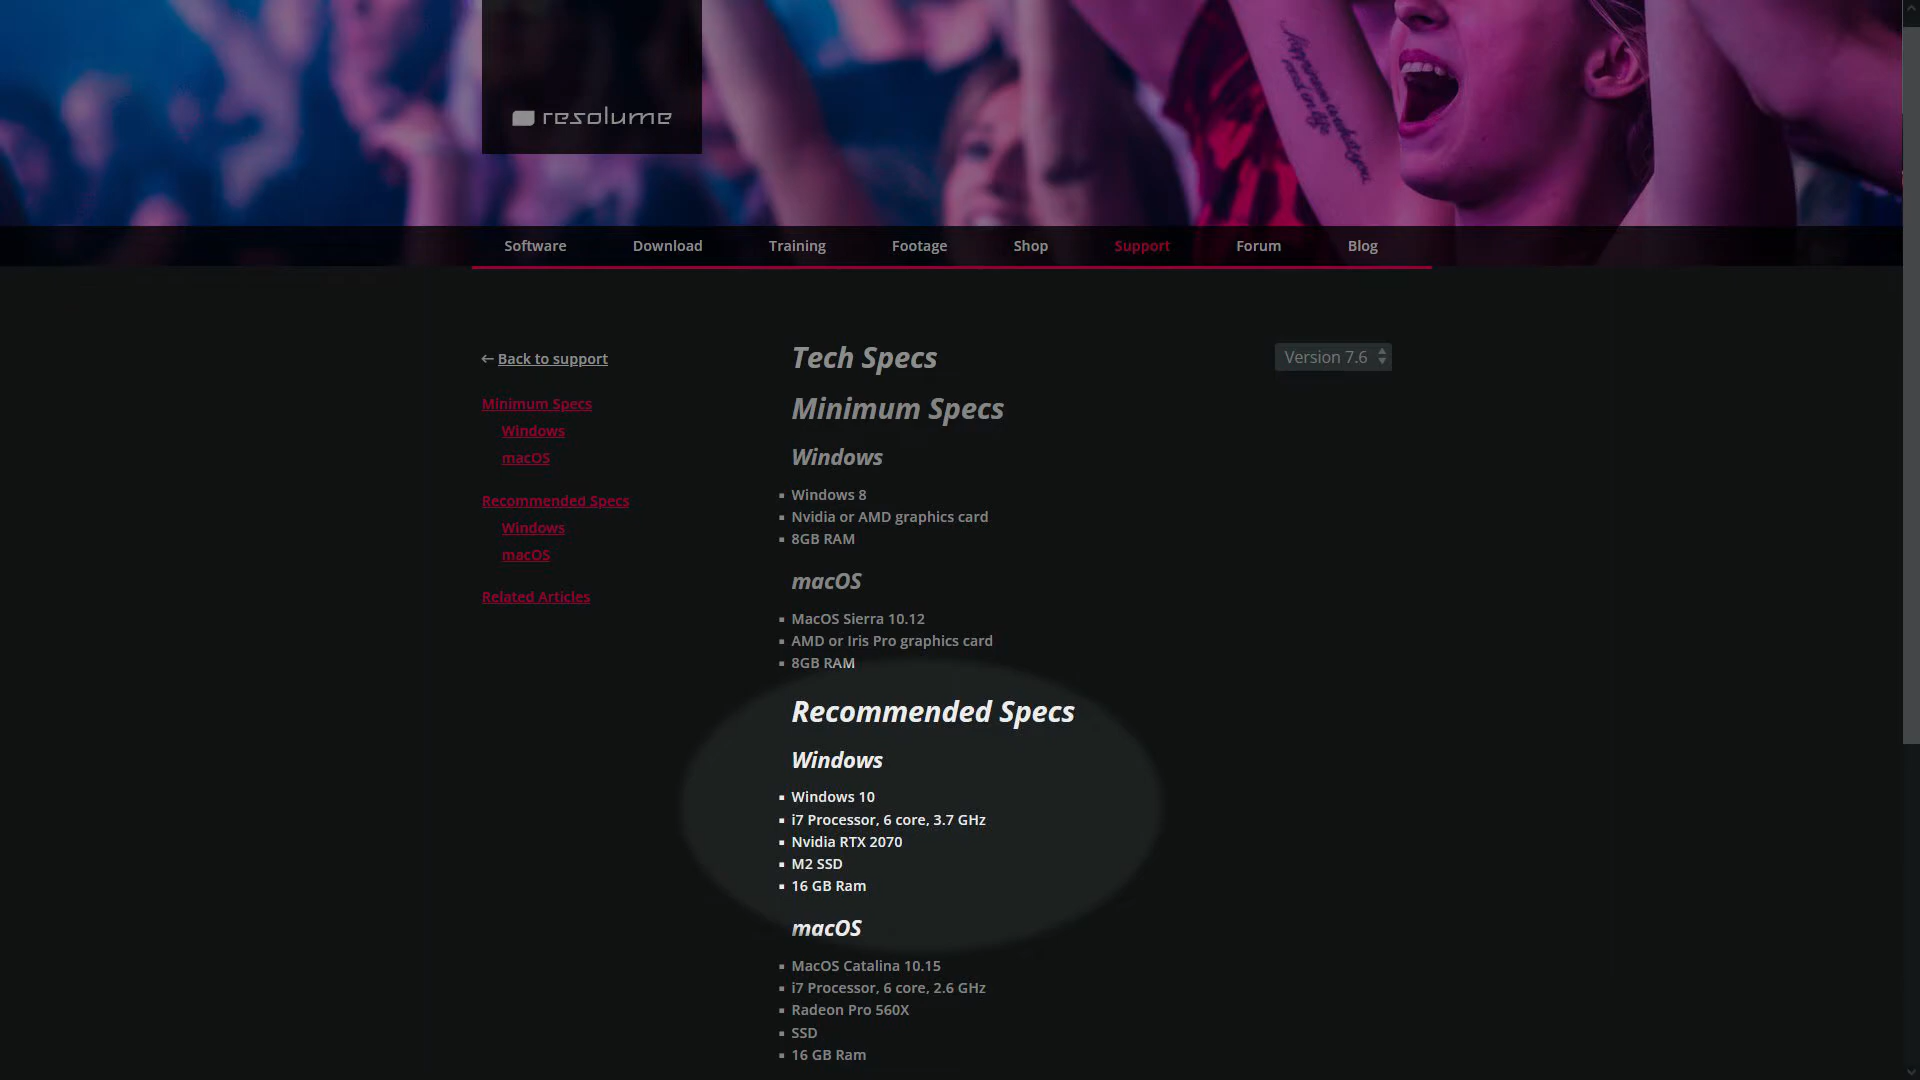 resolume
Software Download Training Footage Shop Support Forum Blog
← Back to support
Minimum Specs
Windows
macOS
Recommended Specs
Windows
macOS
Related Articles
Tech Specs
Version 7.6
Minimum Specs
Windows
▪ Windows 8
▪ Nvidia or AMD graphics card
▪ 8GB RAM
macOS
▪ MacOS Sierra 10.12
▪ AMD or Iris Pro graphics card
▪ 8GB RAM
Recommended Specs
Windows
▪ Windows 10
▪ i7 Processor, 6 core, 3.7 GHz
▪ Nvidia RTX 2070
▪ M2 SSD
▪ 16 GB Ram
macOS
▪ MacOS Catalina 10.15
▪ i7 Processor, 6 core, 2.6 GHz
▪ Radeon Pro 560X
▪ SSD
▪ 16 GB Ram